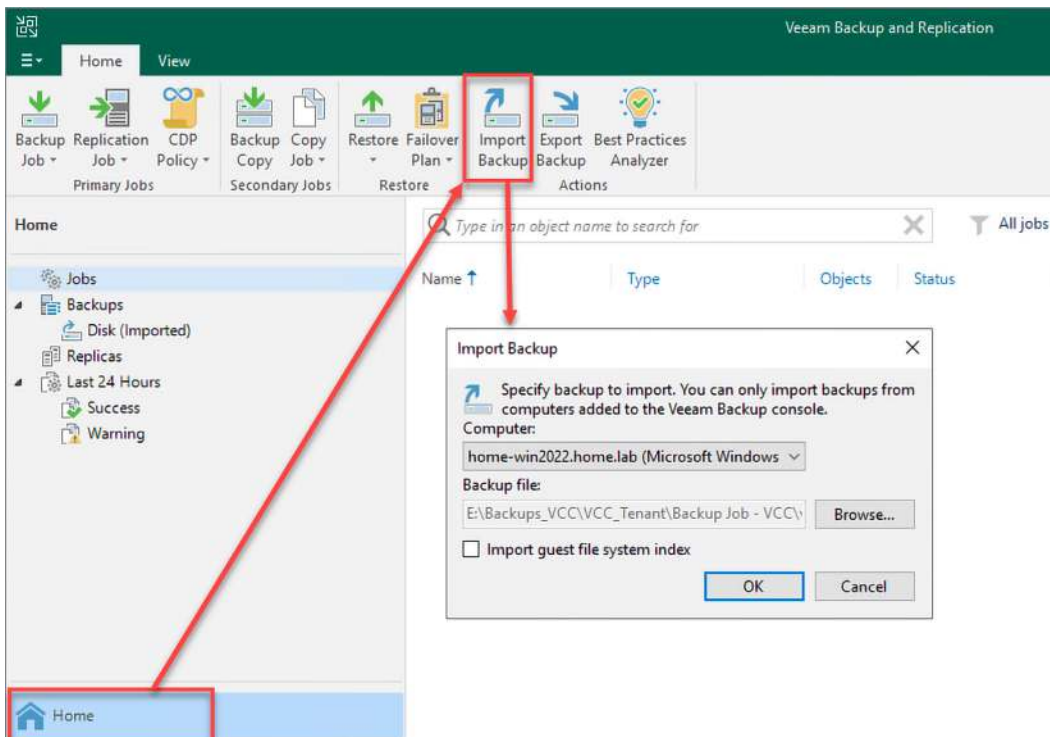 Veeam Backup and Replication
Home View
Backup Job Replication Job CDP Policy Backup Copy Copy Job Restore Failover Plan Import Backup Export Backup Best Practices Analyzer
Primary Jobs Secondary Jobs Restore Actions
Home
Type in an object name to search for
All jobs
Jobs
Name Type Objects Status
Backups
Disk (Imported)
Replicas
Last 24 Hours
Success
Warning
Import Backup
Specify backup to import. You can only import backups from
computers added to the Veeam Backup console.
Computer:
home-win2022.home.lab (Microsoft Windows
Backup file:
E:\Backups_VCC\VCC_Tenant\Backup Job - VCC\
Browse...
Import guest file system index
OK Cancel
Home